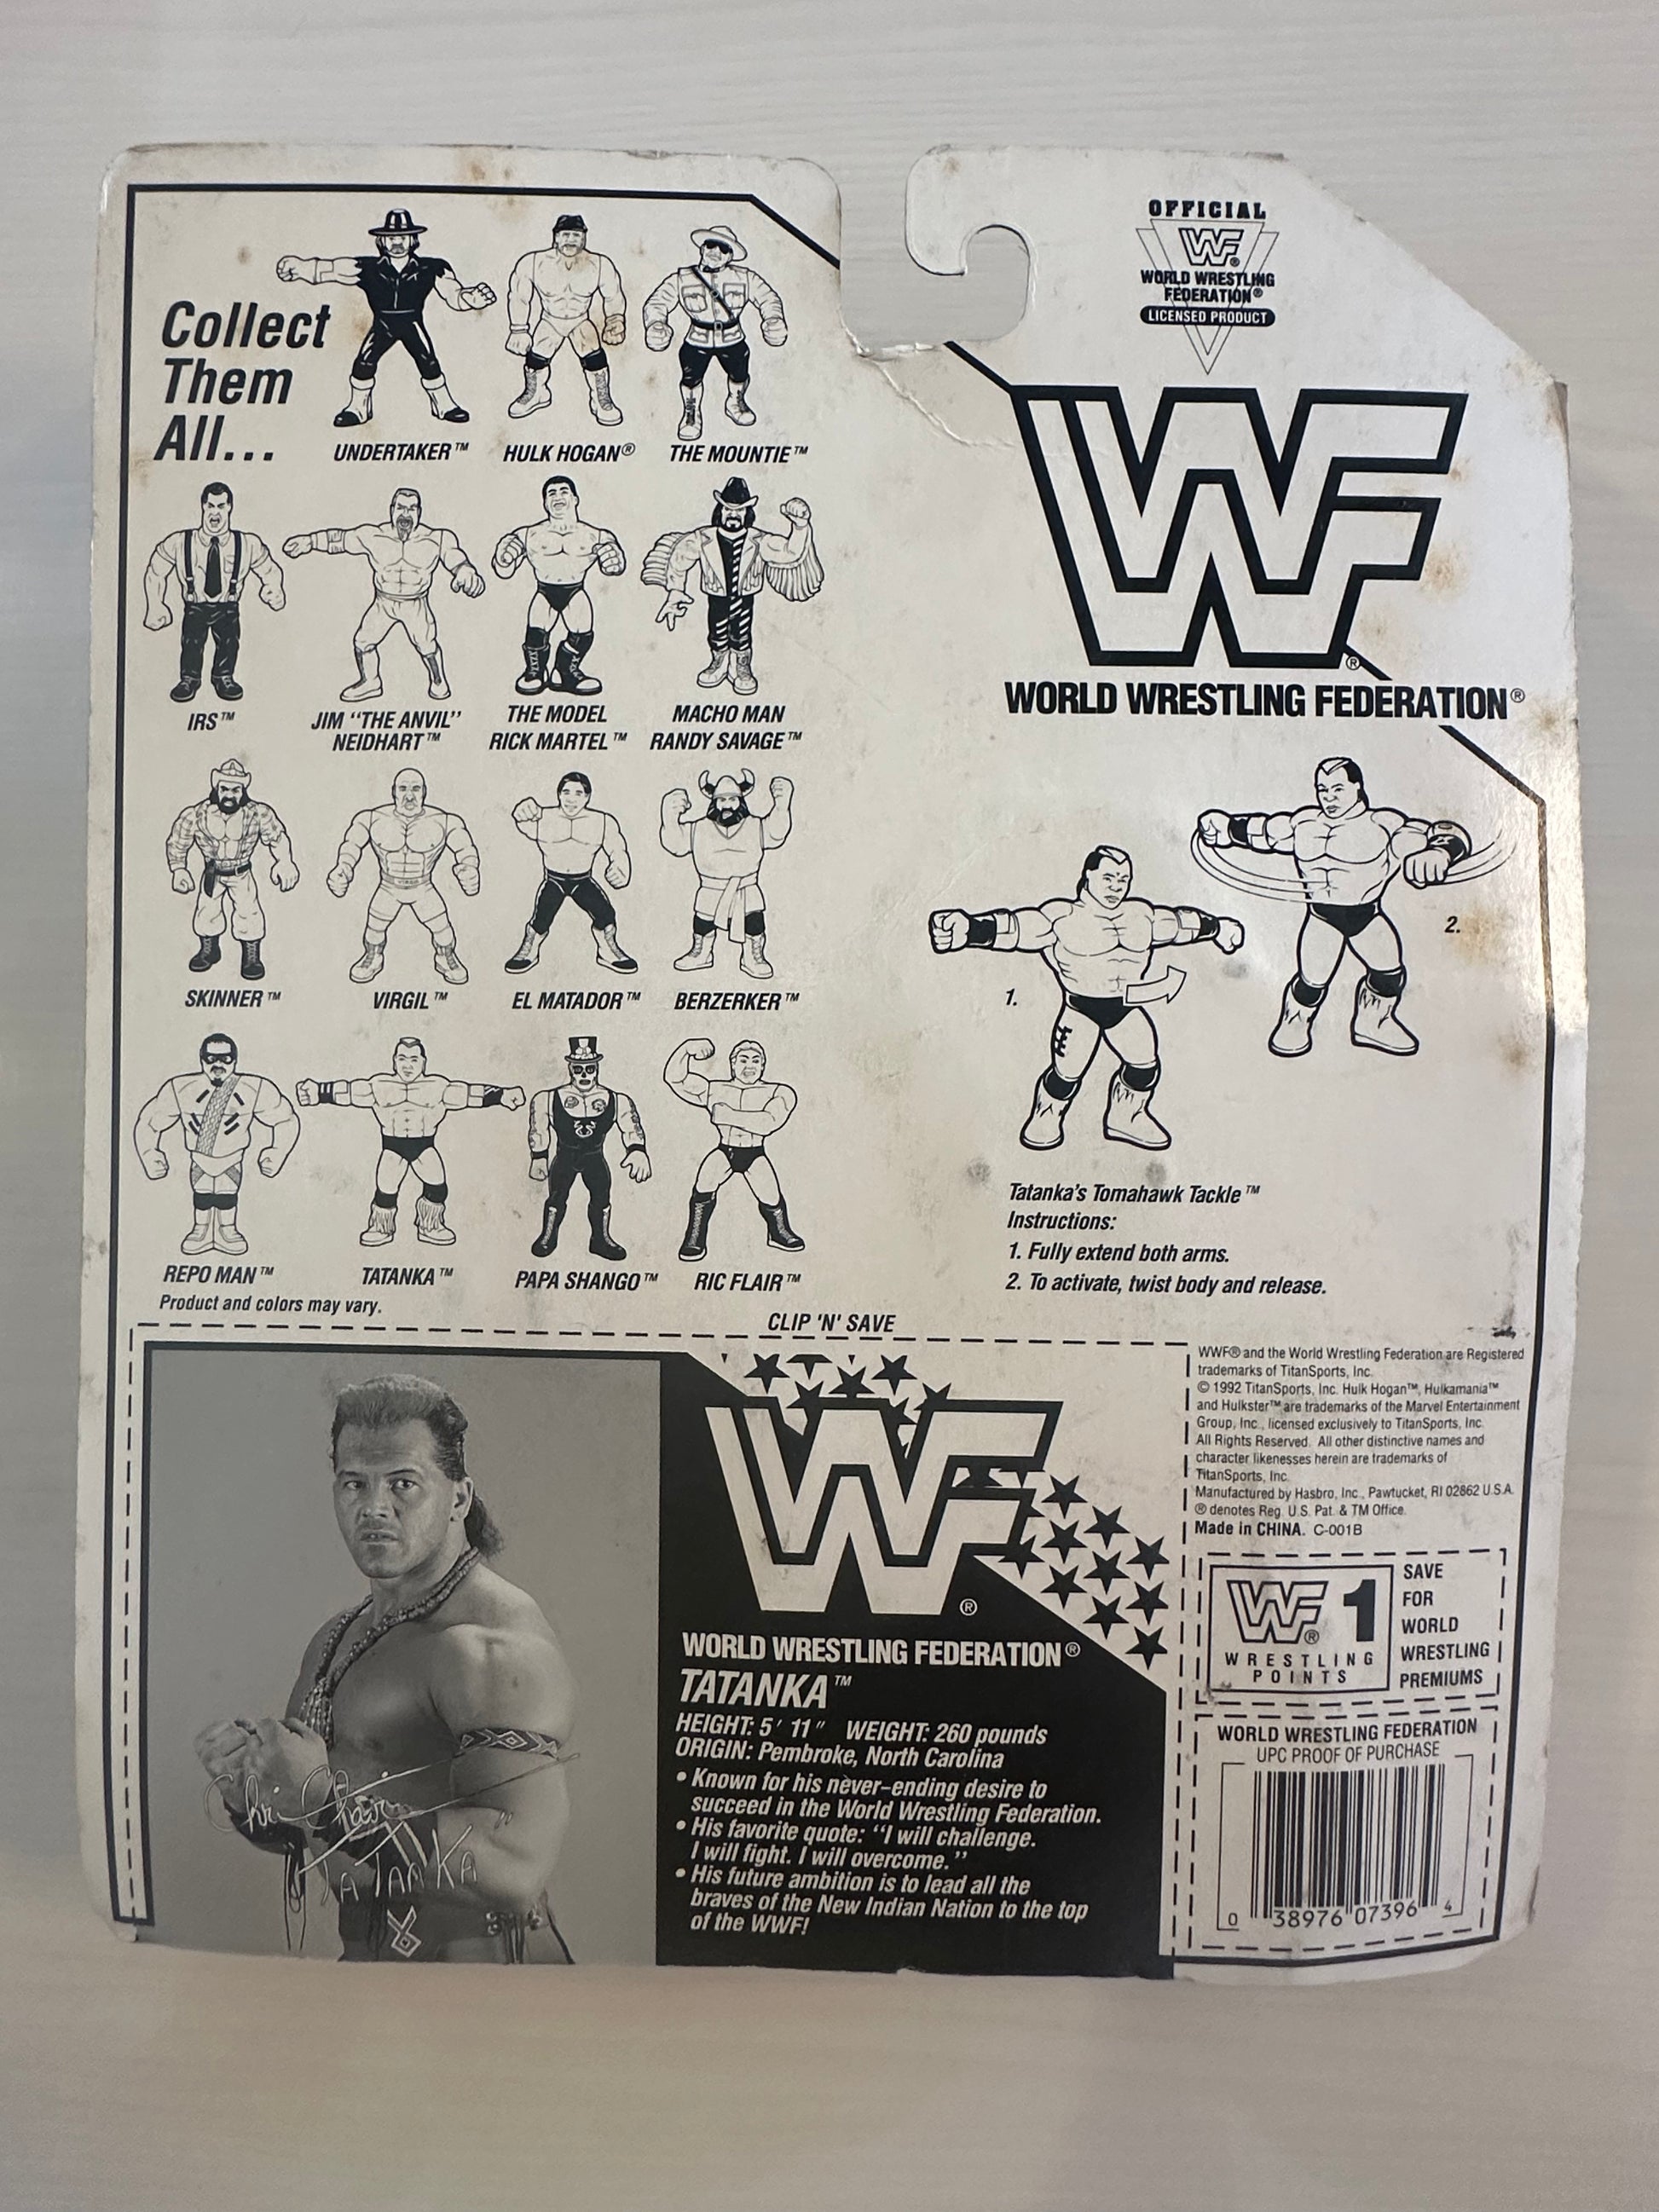 OFFICIAL
WF®
WORLD WRESTLING
FEDERATION®
LICENSED PRODUCT
Collect
Them
All...
UNDERTAKER™ HULK HOGAN® THE MOUNTIE™
IRS™ JIM "THE ANVIL" NEIDHART™ THE MODEL RICK MARTEL™ MACHO MAN RANDY SAVAGE™
SKINNER™ VIRGIL™ EL MATADOR™ BERZERKER™
REPO MAN™ TATANKA™ PAPA SHANGO™ RIC FLAIR™
Product and colors may vary.
WF®
WORLD WRESTLING FEDERATION®
1.
2.
Tatanka's Tomahawk Tackle™
Instructions:
1. Fully extend both arms.
2. To activate, twist body and release.
CLIP 'N' SAVE
WF®
WORLD WRESTLING FEDERATION®
TATANKA™
HEIGHT: 5' 11" WEIGHT: 260 pounds
ORIGIN: Pembroke, North Carolina
• Known for his never-ending desire to
succeed in the World Wrestling Federation.
• His favorite quote: "I will challenge.
I will fight. I will overcome."
• His future ambition is to lead all the
braves of the New Indian Nation to the top
of the WWF!
TATANKA
WWF® and the World Wrestling Federation are Registered
trademarks of TitanSports, Inc.
© 1992 TitanSports, Inc. Hulk Hogan™, Hulkamania™
and Hulkster™ are trademarks of the Marvel Entertainment
Group, Inc., licensed exclusively to TitanSports, Inc.
All Rights Reserved. All other distinctive names and
character likenesses herein are trademarks of
TitanSports, Inc.
Manufactured by Hasbro, Inc., Pawtucket, RI 02862 U.S.A.
® denotes Reg. U.S. Pat. & TM Office.
Made in CHINA. C-001B
WF® 1
WRESTLING
POINTS
SAVE
FOR
WORLD
WRESTLING
PREMIUMS
WORLD WRESTLING FEDERATION
UPC PROOF OF PURCHASE
0 38976 07396 4